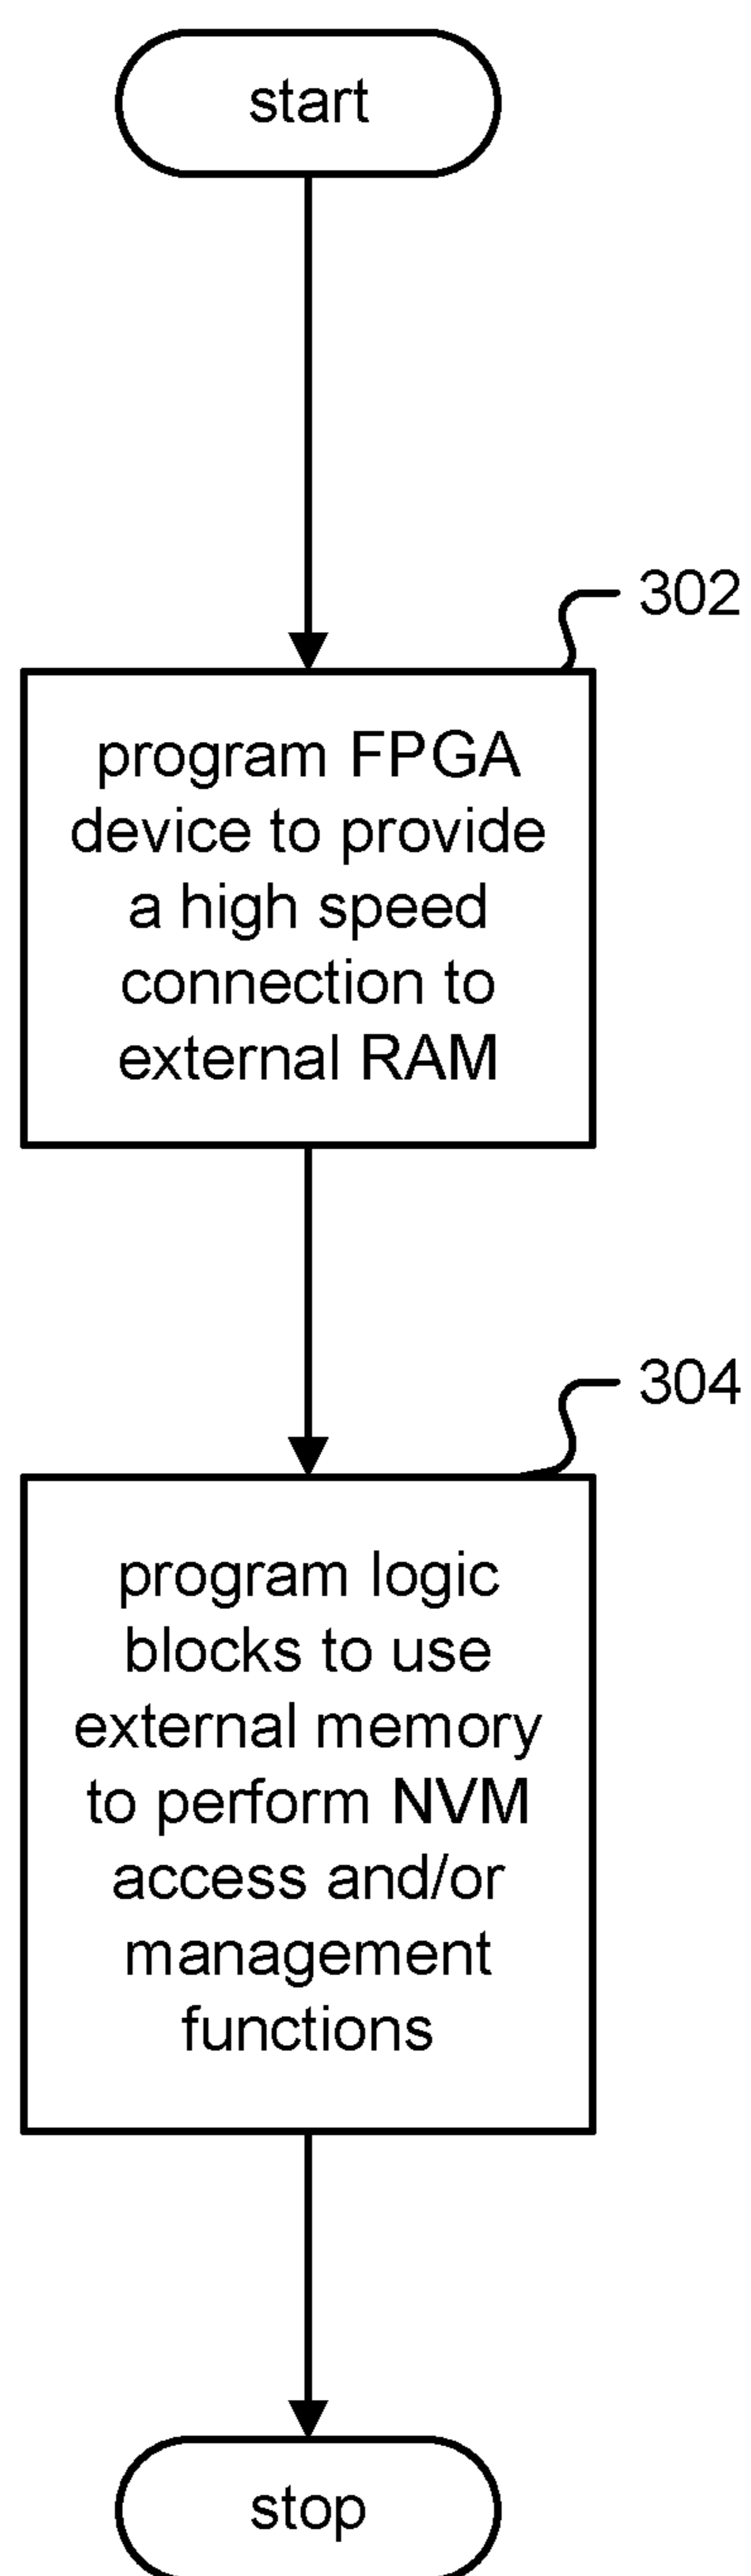 start
302
program FPGA
device to provide
a high speed
connection to
external RAM
304
program logic
blocks to use
external memory
to perform NVM
access and/or
management
functions
stop